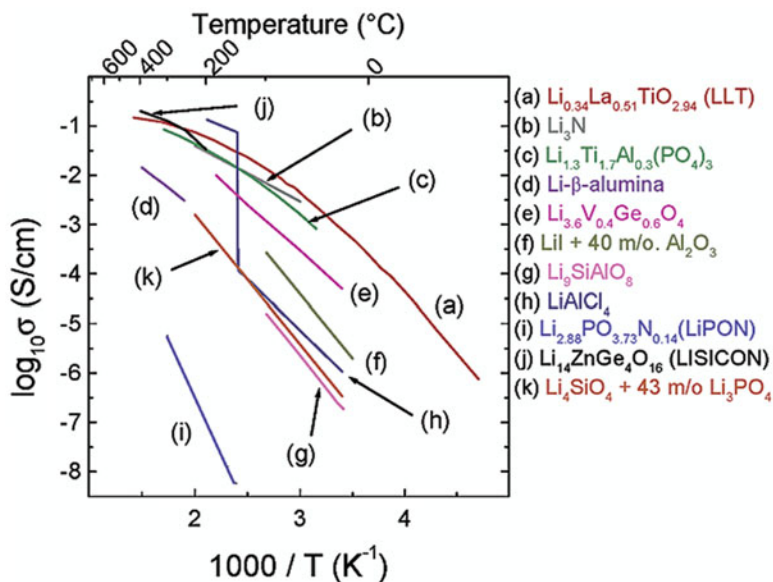 Temperature (°C)
600 400 200 0
(a) Li₀.₃₄La₀.₅₁TiO₂.₉₄ (LLT)
(b) Li₃N
(c) Li₁.₃Ti₁.₇Al₀.₃(PO₄)₃
(d) Li-β-alumina
(e) Li₃.₆V₀.₄Ge₀.₆O₄
(f) LiI + 40 m/o. Al₂O₃
(g) Li₉SiAlO₈
(h) LiAlCl₄
(i) Li₂.₈₈PO₃.₇₃N₀.₁₄(LiPON)
(j) Li₁₄ZnGe₄O₁₆ (LISICON)
(k) Li₄SiO₄ + 43 m/o Li₃PO₄
log₁₀σ (S/cm)
-1
-2
-3
-4
-5
-6
-7
-8
(j)
(b)
(c)
(d)
(k)
(e)
(a)
(f)
(h)
(g)
(i)
2 3 4
1000 / T (K⁻¹)